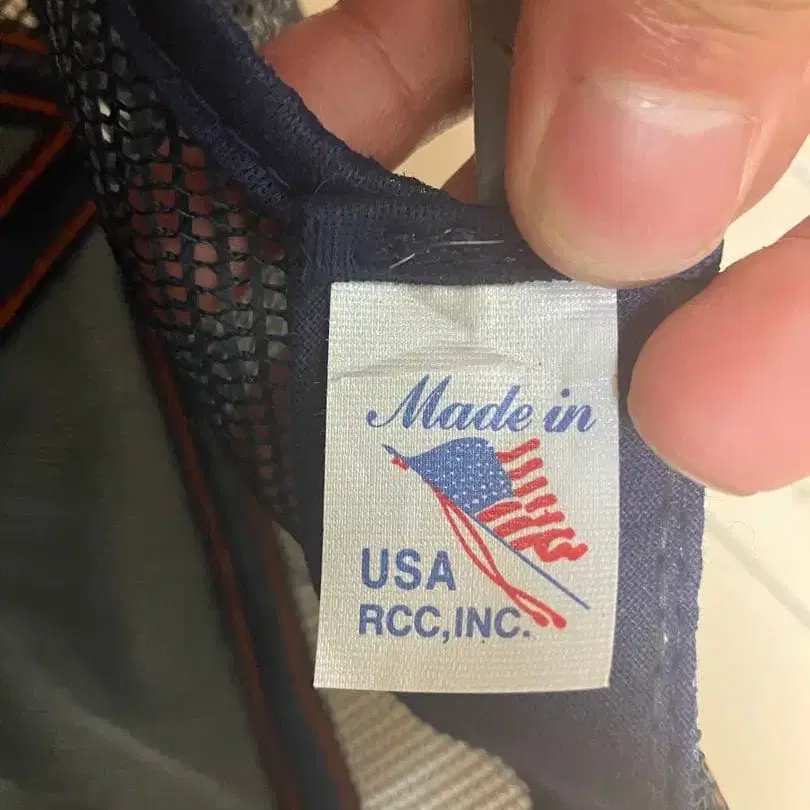 Made in
USA
RCC, INC.